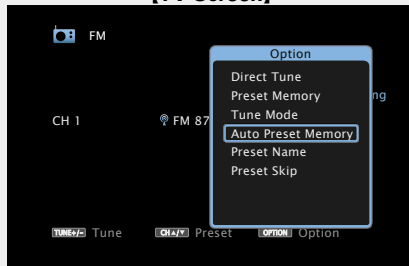 [TV Screen]
FM
Option
Direct Tune
Preset Memory
ng
Tune Mode
CH 1
FM 87
Auto Preset Memory
Preset Name
Preset Skip
TUNE+/- Tune CH▲/▼ Preset OPTION Option